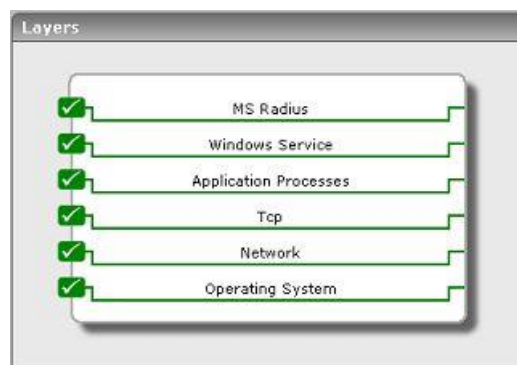 Layers
MS Radius
Windows Service
Application Processes
Tcp
Network
Operating System